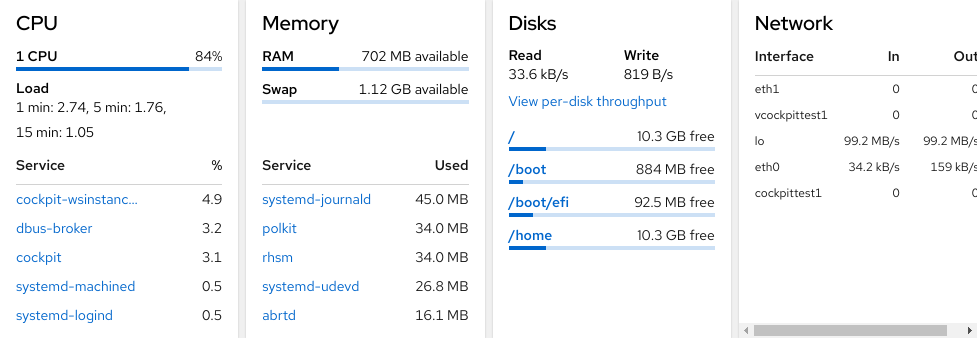 CPU
1 CPU 84%
Load
1 min: 2.74, 5 min: 1.76,
15 min: 1.05
Service %
cockpit-wsinstanc... 4.9
dbus-broker 3.2
cockpit 3.1
systemd-machined 0.5
systemd-logind 0.5
Memory
RAM 702 MB available
Swap 1.12 GB available
Service Used
systemd-journald 45.0 MB
polkit 34.0 MB
rhsm 34.0 MB
systemd-udevd 26.8 MB
abrtd 16.1 MB
Disks
Read Write
33.6 kB/s 819 B/s
View per-disk throughput
/ 10.3 GB free
/boot 884 MB free
/boot/efi 92.5 MB free
/home 10.3 GB free
Network
Interface In Out
eth1 0 0
vcockpittest1 0 0
lo 99.2 MB/s 99.2 MB/s
eth0 34.2 kB/s 159 kB/s
cockpittest1 0 0